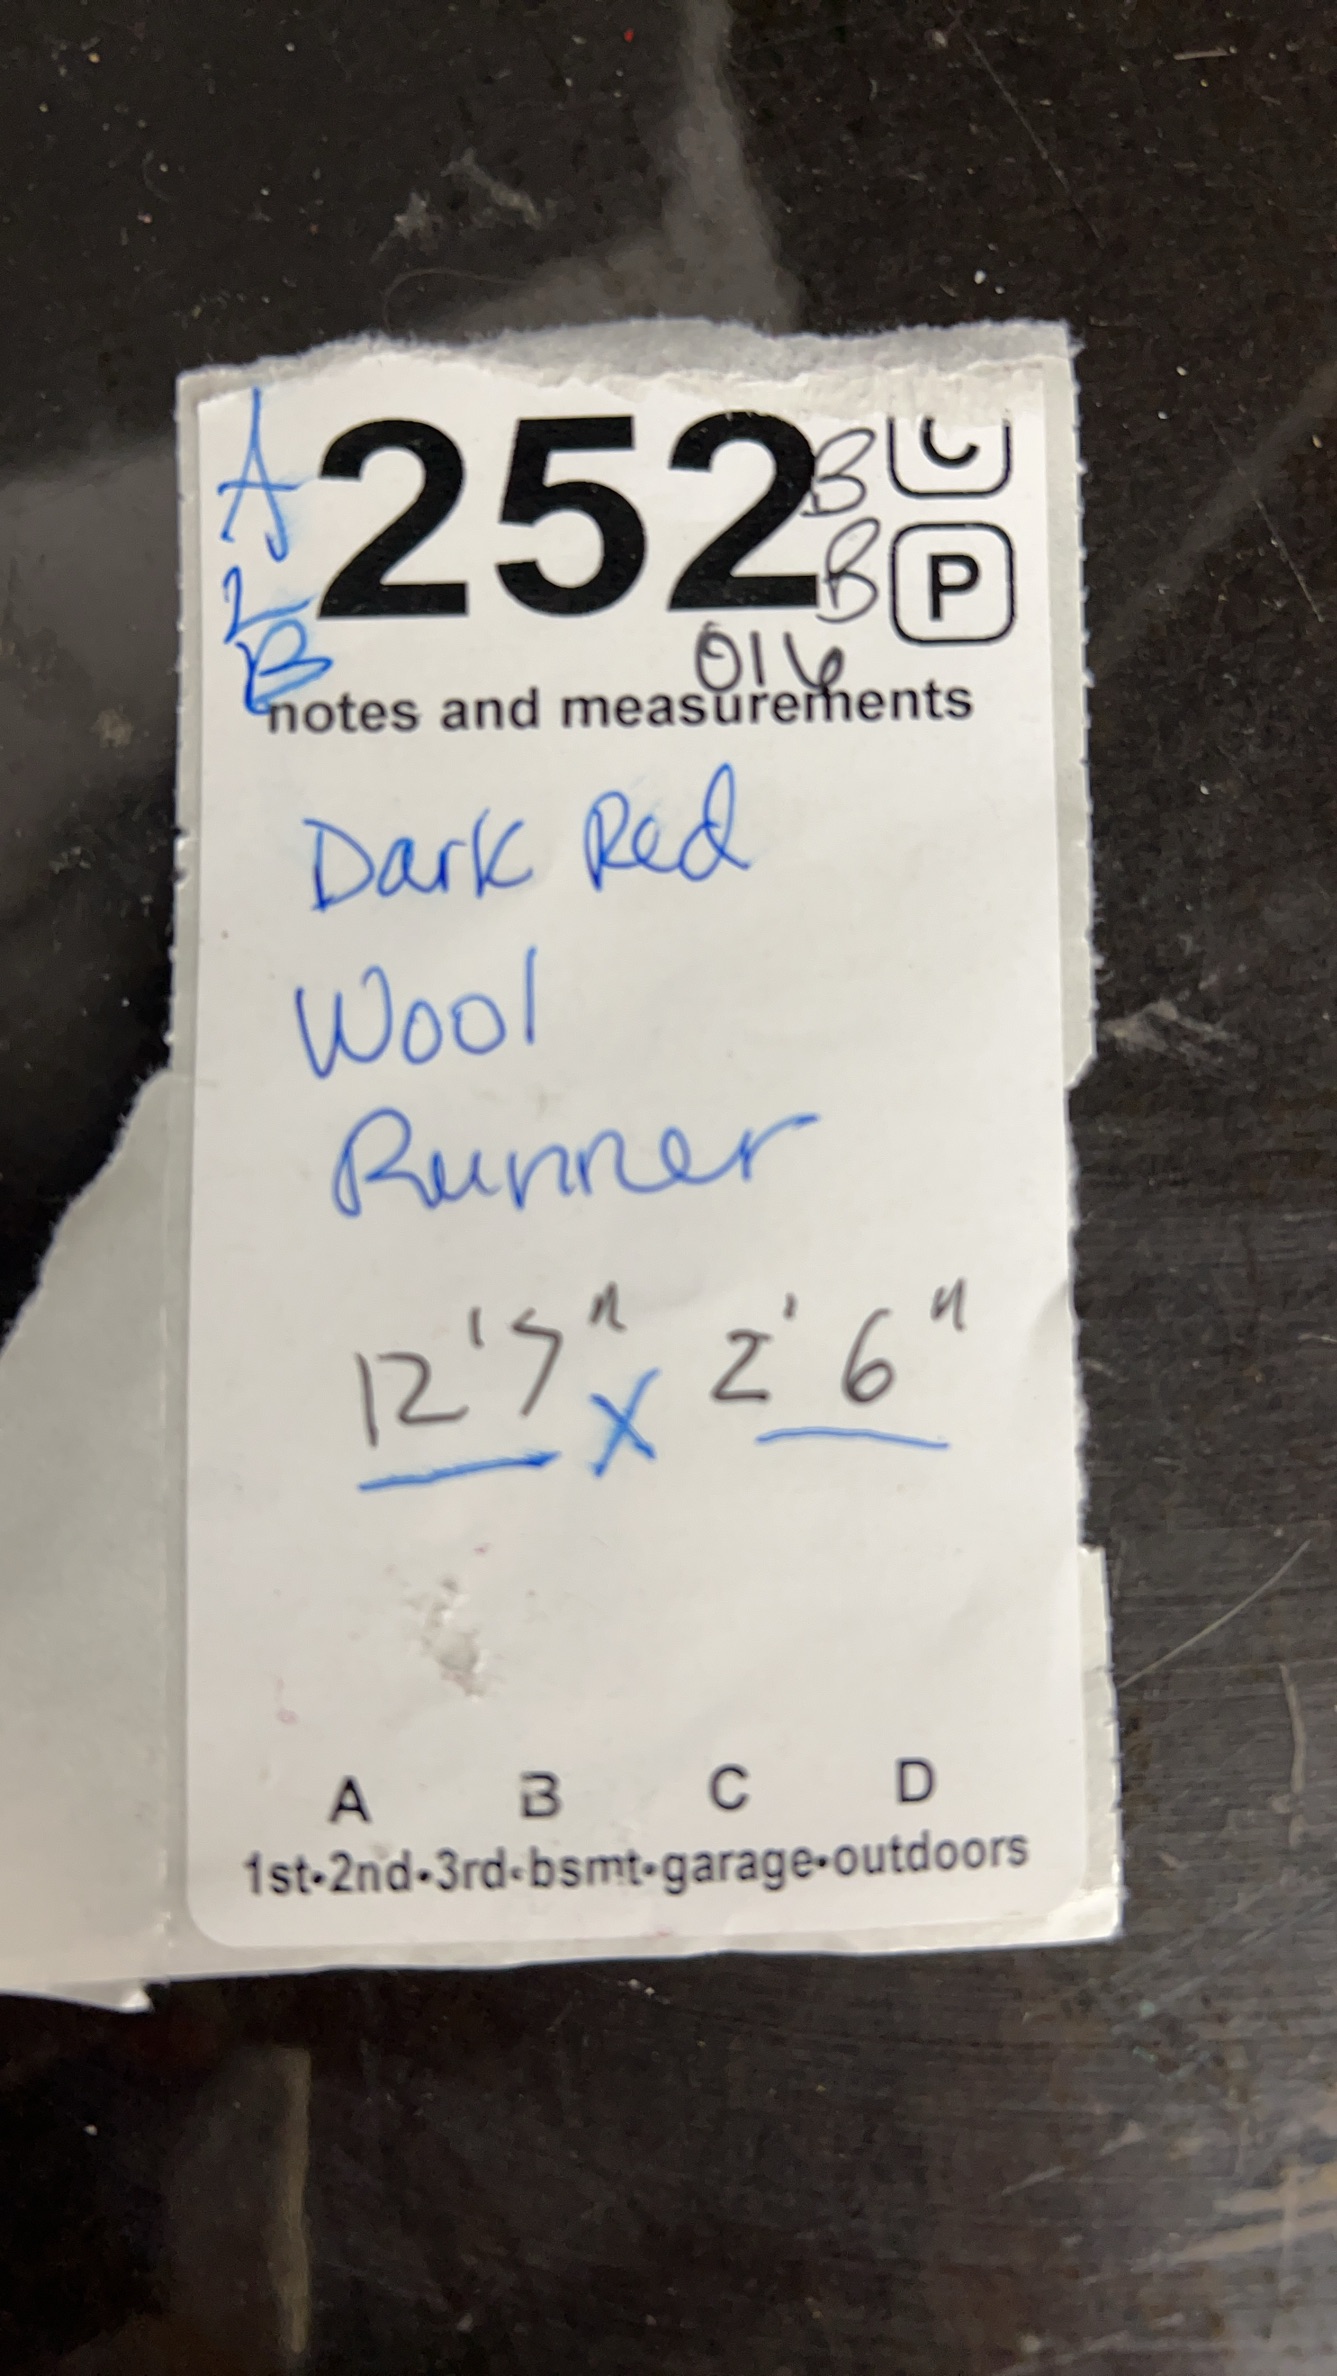 A 252 B C
2 B P
B 016
notes and measurements
Dark Red
Wool
Runner
12'5" X 2'6"
A B C D
1st•2nd•3rd•bsmt•garage•outdoors